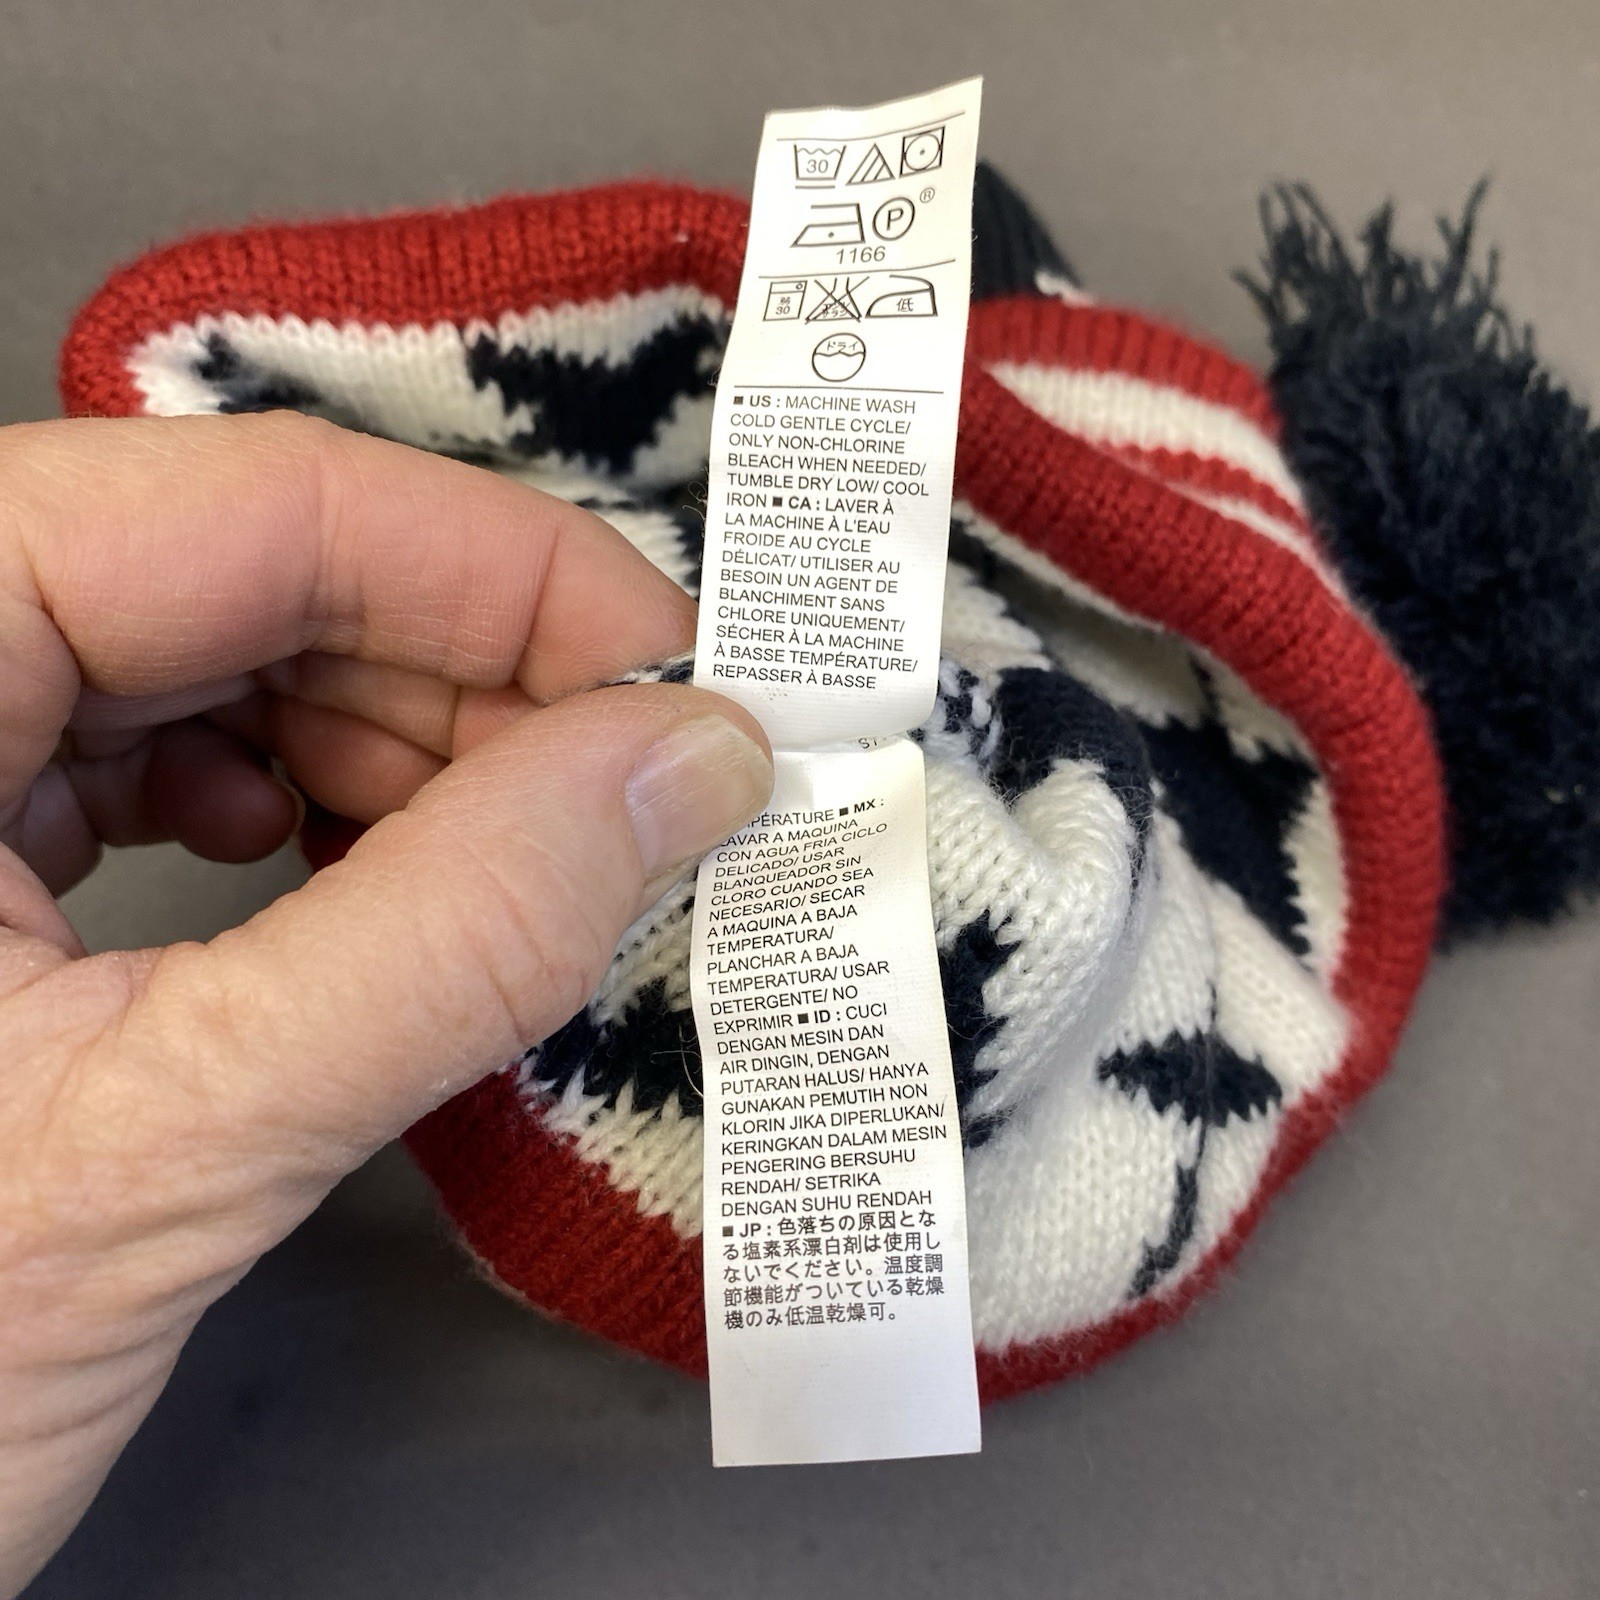 30
P ®
1166
弱 30
低
ドライ
■ US : MACHINE WASH
COLD GENTLE CYCLE/
ONLY NON-CHLORINE
BLEACH WHEN NEEDED/
TUMBLE DRY LOW/ COOL
IRON ■ CA : LAVER À
LA MACHINE À L'EAU
FROIDE AU CYCLE
DÉLICAT/ UTILISER AU
BESOIN UN AGENT DE
BLANCHIMENT SANS
CHLORE UNIQUEMENT/
SÉCHER À LA MACHINE
À BASSE TEMPÉRATURE/
REPASSER À BASSE
■ MX :
A MAQUINA
CON AGUA FRIA CICLO
DELICADO/ USAR
BLANQUEADOR SIN
CLORO CUANDO SEA
NECESARIO/ SECAR
A MAQUINA A BAJA
TEMPERATURA/
PLANCHAR A BAJA
TEMPERATURA/ USAR
DETERGENTE/ NO
EXPRIMIR ■ ID : CUCI
DENGAN MESIN DAN
AIR DINGIN, DENGAN
PUTARAN HALUS/ HANYA
GUNAKAN PEMUTIH NON
KLORIN JIKA DIPERLUKAN/
KERINGKAN DALAM MESIN
PENGERING BERSUHU
RENDAH/ SETRIKA
DENGAN SUHU RENDAH
■ JP : 色落ちの原因とな
る塩素系漂白剤は使用し
ないでください。温度調
節機能がついている乾燥
機のみ低温乾燥可。